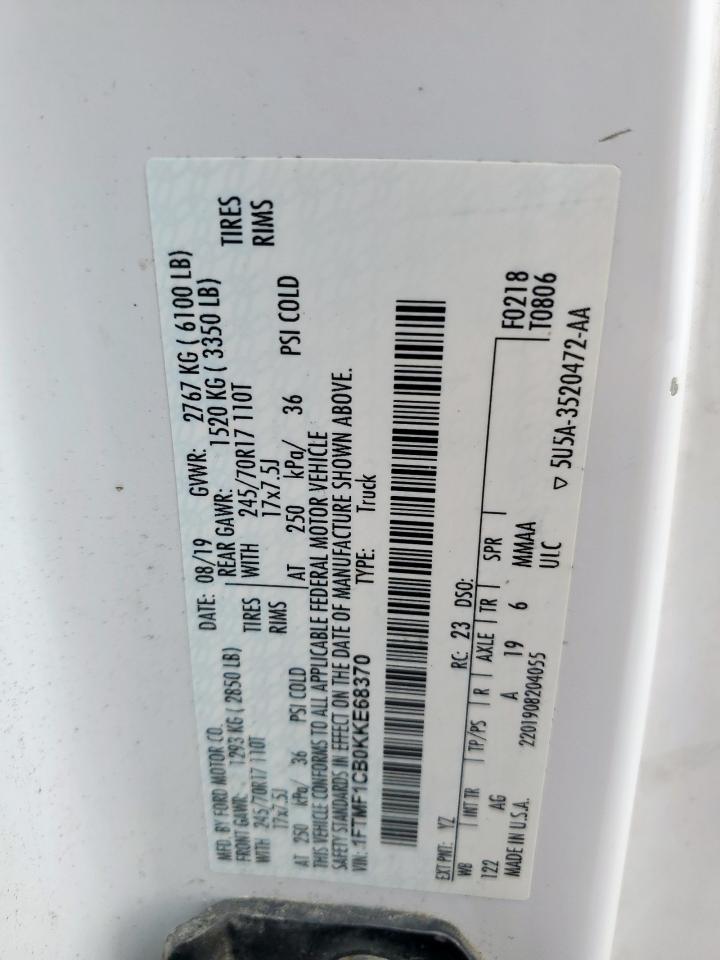 MFD. BY FORD MOTOR CO.
DATE: 08/19 GVWR: 2767 KG ( 6100 LB)
FRONT GAWR: 1293 KG ( 2850 LB)
REAR GAWR: 1520 KG ( 3350 LB)
WITH 245/70R17 110T TIRES
WITH 245/70R17 110T TIRES
17x7.5J RIMS
17x7.5J RIMS
AT 250 kPa/ 36 PSI COLD
AT 250 kPa/ 36 PSI COLD
THIS VEHICLE CONFORMS TO ALL APPLICABLE FEDERAL MOTOR VEHICLE
SAFETY STANDARDS IN EFFECT ON THE DATE OF MANUFACTURE SHOWN ABOVE.
VIN: 1FTMF1CB0KKE68370 TYPE: Truck
EXT PNT: YZ RC: 23 DSO:
WB INT TR TP/PS R AXLE TR SPR
F0218
T0806
122 AG A 19 6 MMAA
MADE IN U.S.A. 2201908204055 ULC
▽ 5U5A-3520472-AA